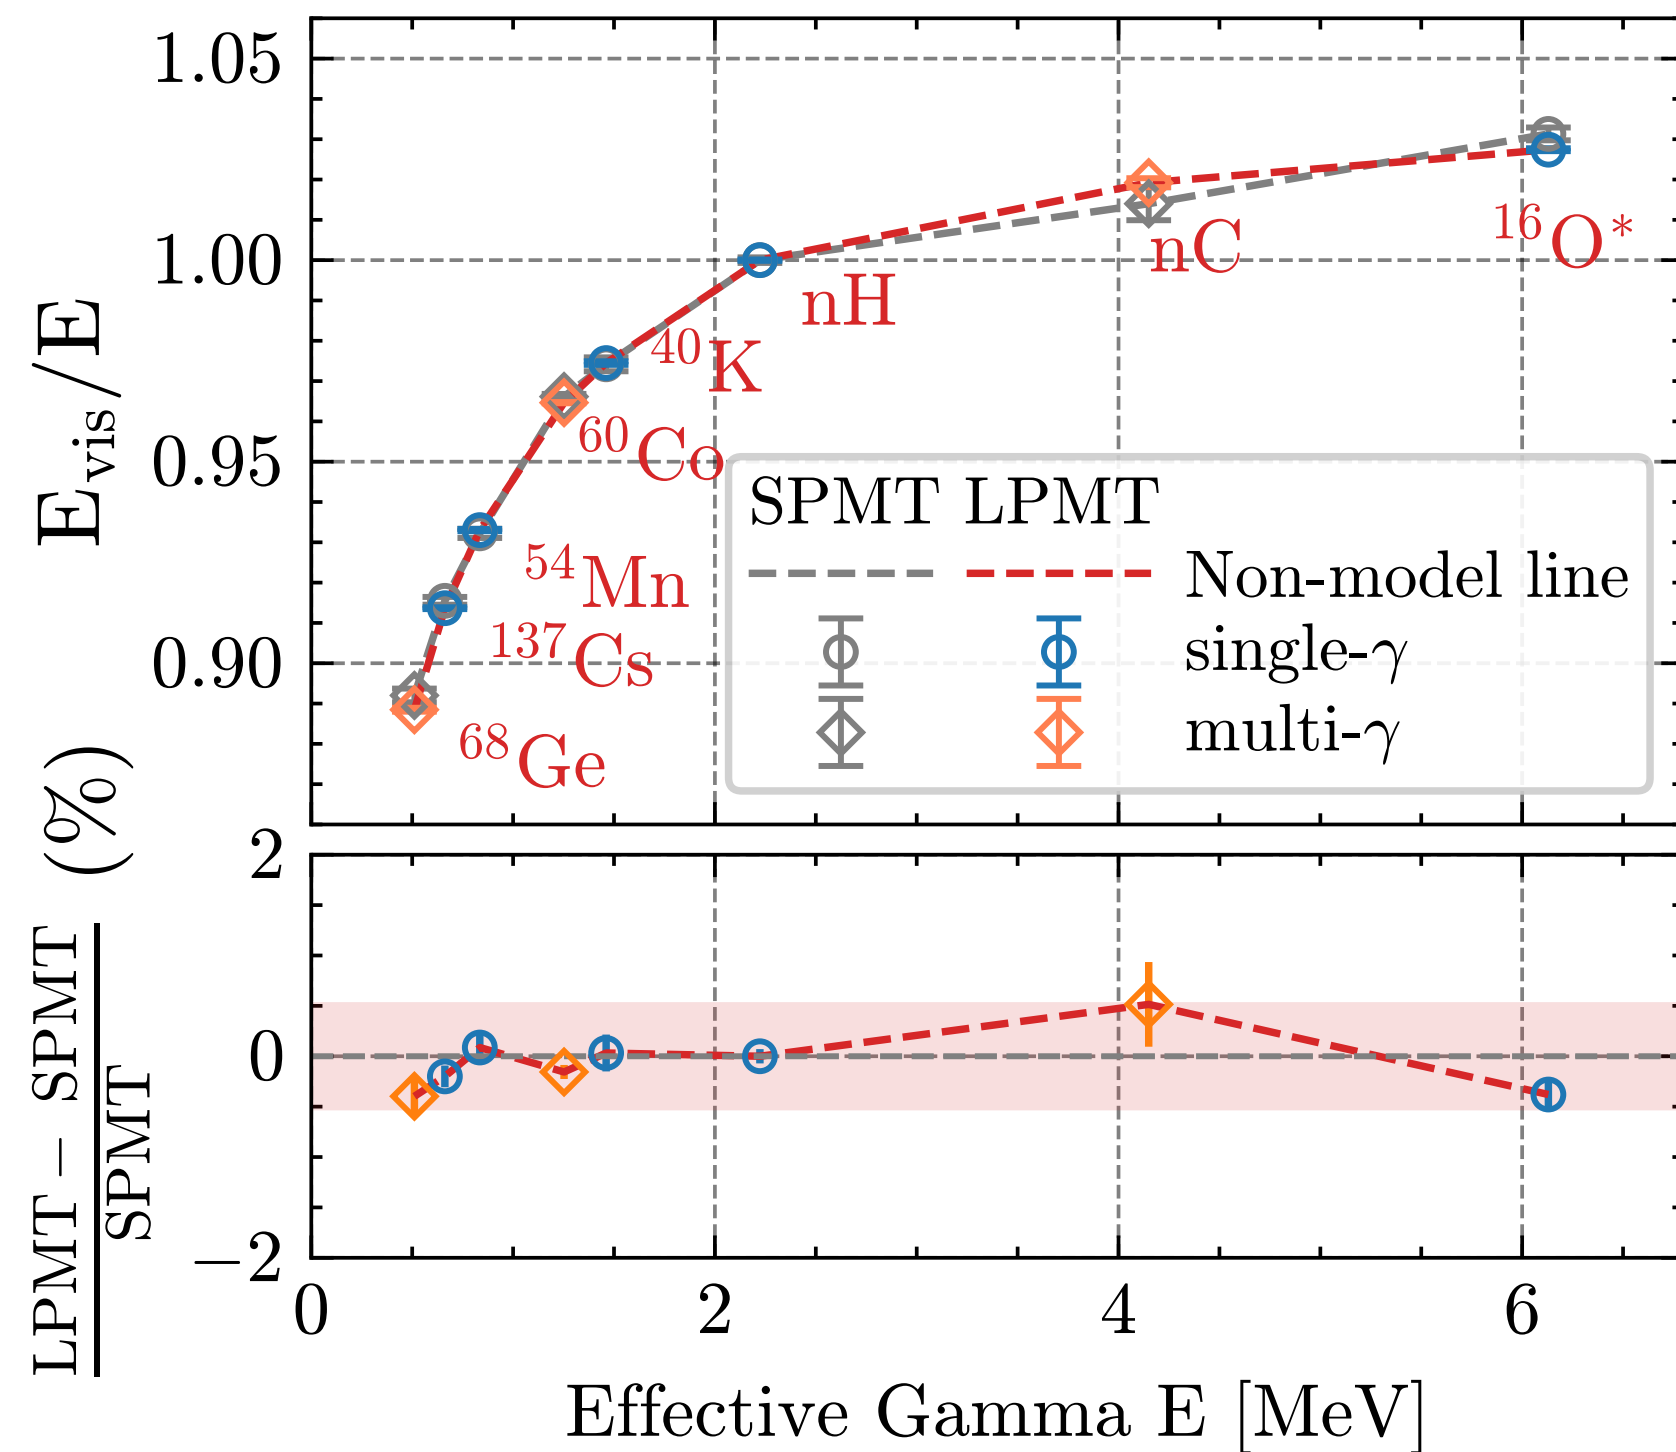 1.05
1.00
0.95
0.90
E_vis/E
¹⁶O*
nC
nH
⁴⁰K
⁶⁰Co
⁵⁴Mn
¹³⁷Cs
⁶⁸Ge
SPMT LPMT
Non-model line
single-γ
multi-γ
2
0
−2
LPMT − SPMT
SPMT
(%)
0 2 4 6
Effective Gamma E [MeV]